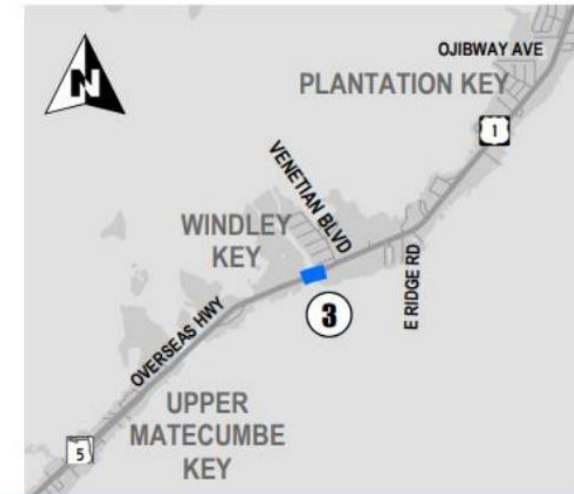 OJIBWAY AVE
N
PLANTATION KEY
1
VENETIAN BLVD
WINDLEY
KEY
E RIDGE RD
3
OVERSEAS HWY
UPPER
MATECUMBE
KEY
5